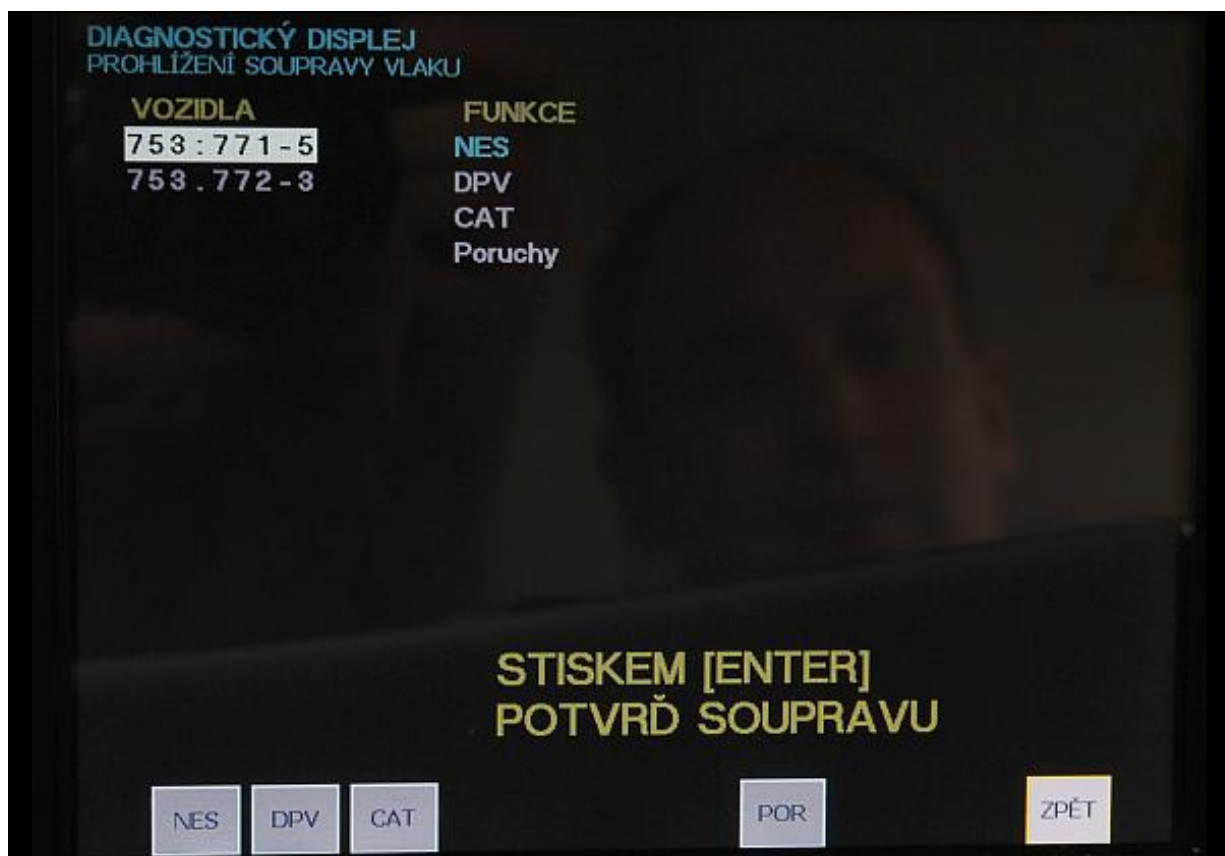 DIAGNOSTICKÝ DISPLEJ
PROHLÍŽENÍ SOUPRAVY VLAKU
VOZIDLA FUNKCE
753:771-5 NES
753.772-3 DPV
CAT
Poruchy
STISKEM [ENTER]
POTVRĎ SOUPRAVU
NES DPV CAT POR ZPĚT